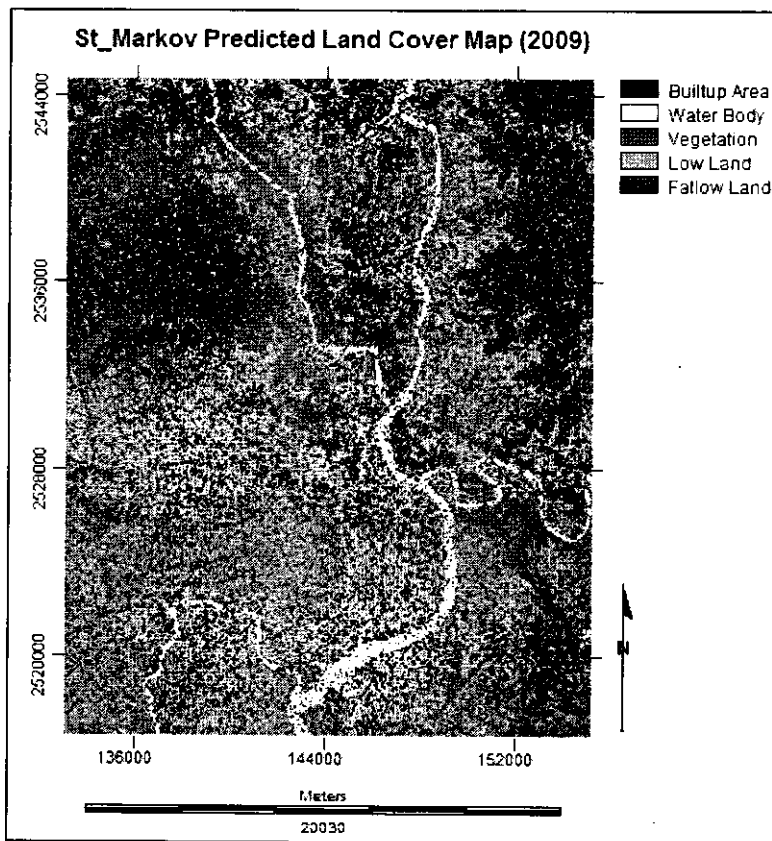 St_Markov Predicted Land Cover Map (2009)
Builtup Area
Water Body
Vegetation
Low Land
Fallow Land
2544000
2536000
2528000
2520000
136000
144000
152000
N
Meters
20030